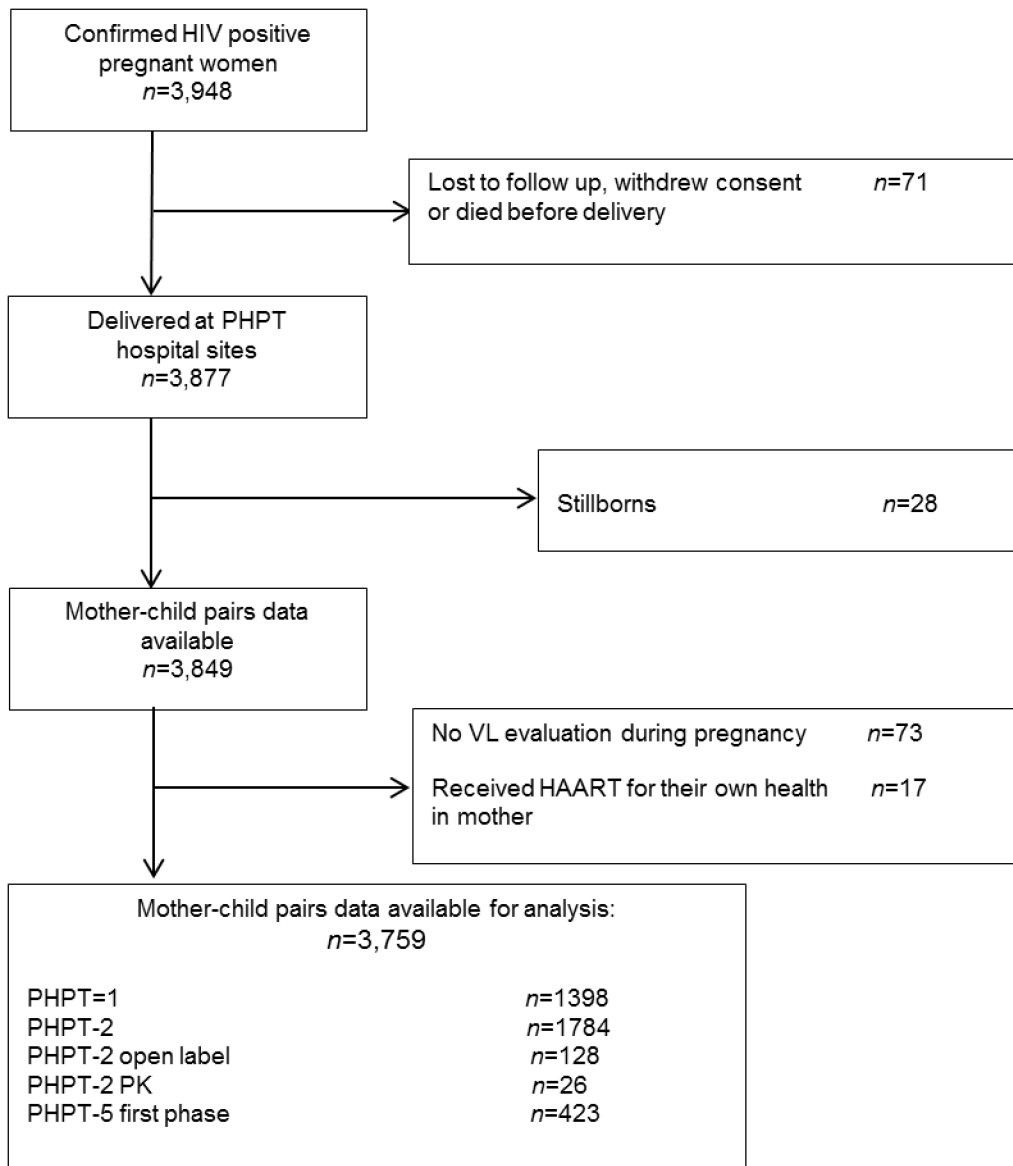 Confirmed HIV positive
pregnant women
n=3,948
Lost to follow up, withdrew consent n=71
or died before delivery
Delivered at PHPT
hospital sites
n=3,877
Stillborns n=28
Mother-child pairs data
available
n=3,849
No VL evaluation during pregnancy n=73
Received HAART for their own health n=17
in mother
Mother-child pairs data available for analysis:
n=3,759
PHPT=1 n=1398
PHPT-2 n=1784
PHPT-2 open label n=128
PHPT-2 PK n=26
PHPT-5 first phase n=423